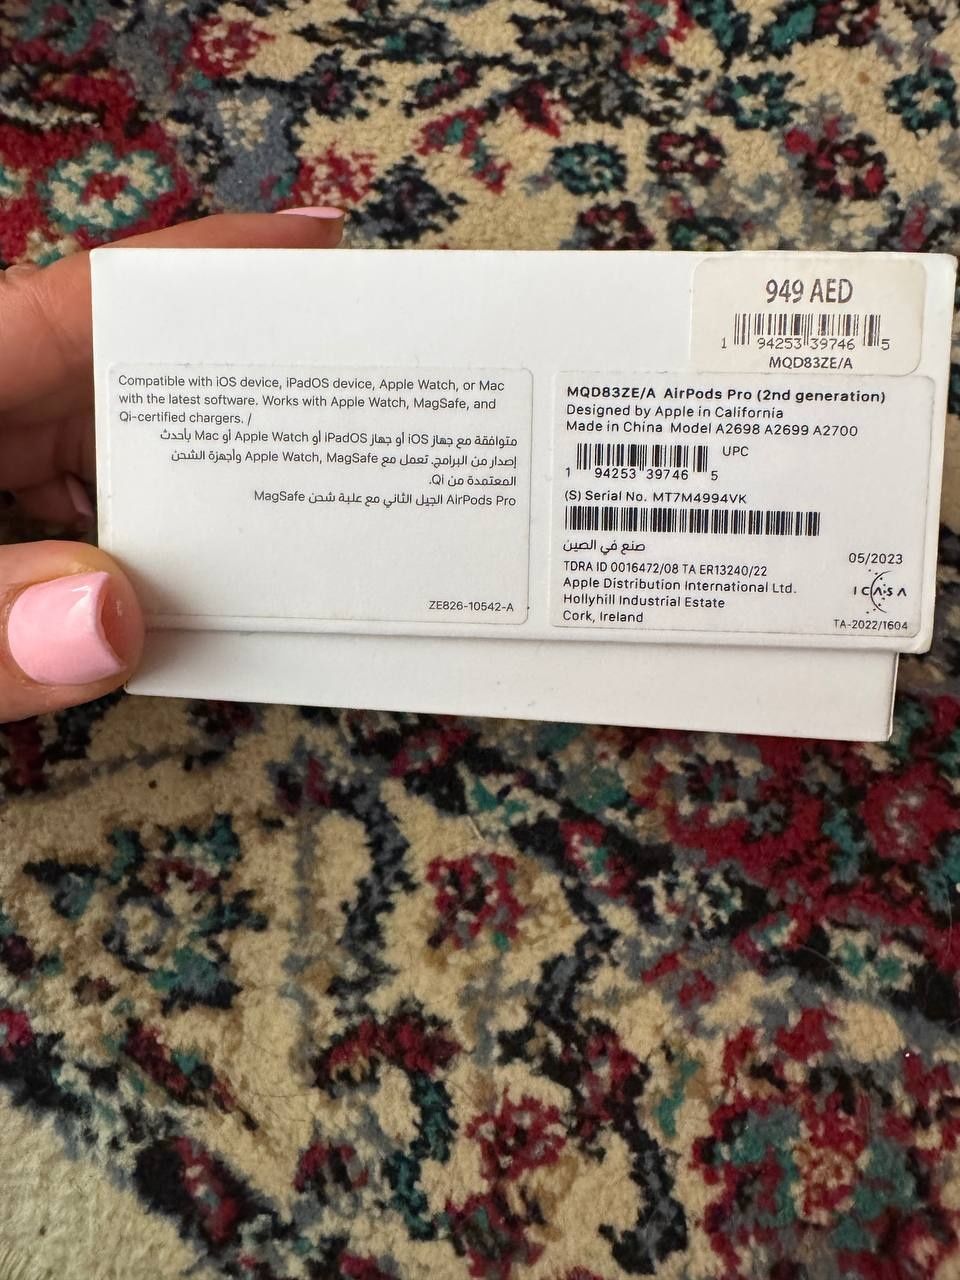 949 AED
1 94253 39746 5
MQD83ZE/A
Compatible with iOS device, iPadOS device, Apple Watch, or Mac
with the latest software. Works with Apple Watch, MagSafe, and
Qi-certified chargers. /
متوافقة مع جهاز iOS أو جهاز iPadOS أو Apple Watch أو Mac بأحدث
إصدار من البرامج. تعمل مع Apple Watch, MagSafe وأجهزة الشحن
المعتمدة من Qi.
AirPods Pro الجيل الثاني مع علبة شحن MagSafe
ZE826-10542-A
MQD83ZE/A AirPods Pro (2nd generation)
Designed by Apple in California
Made in China Model A2698 A2699 A2700
UPC
1 94253 39746 5
(S) Serial No. MT7M4994VK
صنع في الصين
TDRA ID 0016472/08 TA ER13240/22
Apple Distribution International Ltd.
Hollyhill Industrial Estate
Cork, Ireland
05/2023
ICASA
TA-2022/1604